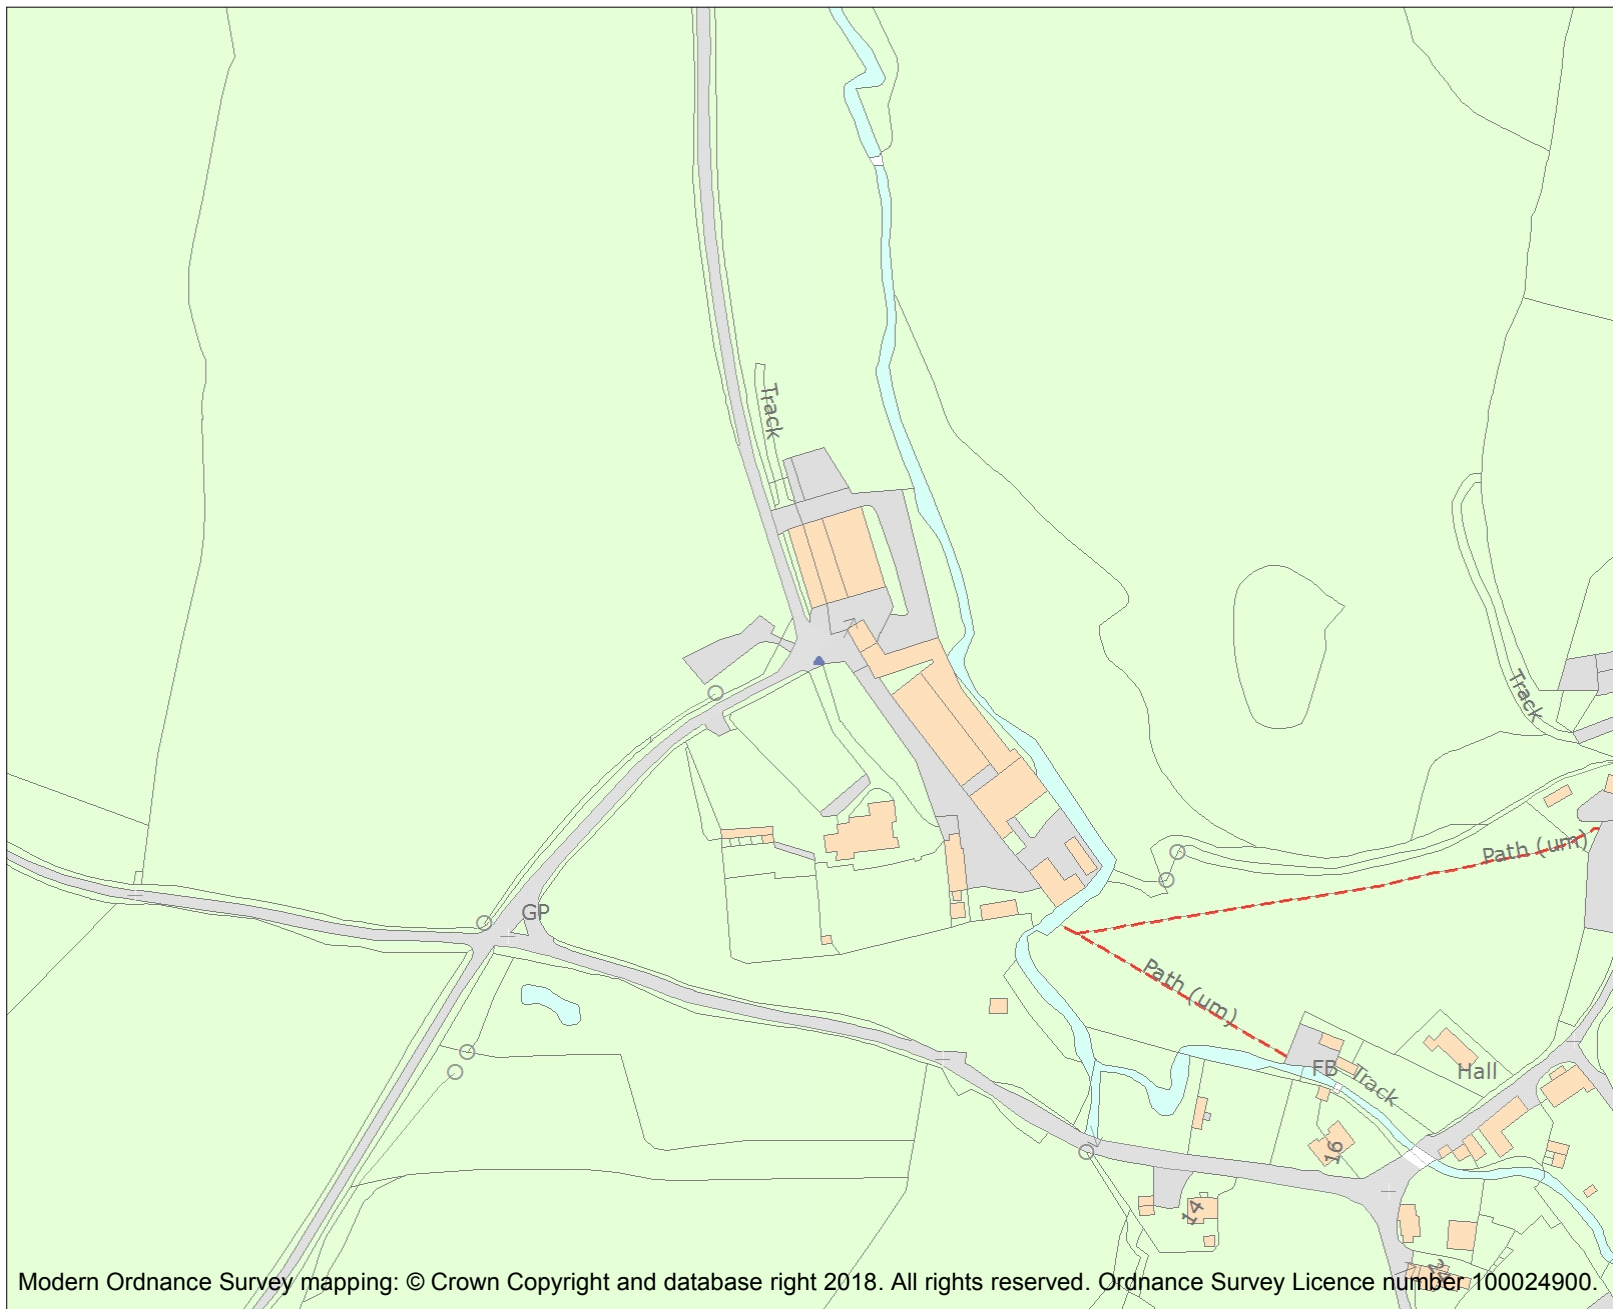 Track
Track
GP
Path (um)
Path (um)
FB
Track
Hall
16
14
Modern Ordnance Survey mapping: © Crown Copyright and database right 2018. All rights reserved. Ordnance Survey Licence number 100024900.